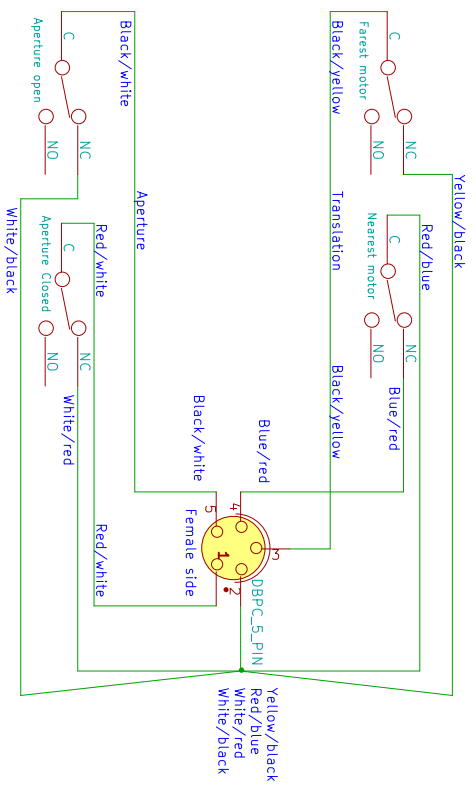 C
Aperture open
NO
NC
Black/white
Black/yellow
C
Farest motor
NO
NC
Yellow/black
White/black
C
Aperture Closed
NO
NC
Red/white
Aperture
Translation
C
Nearest motor
NO
NC
Red/blue
White/red
Black/white
Blue/red
Black/yellow
Blue/red
Red/white
5
4
3
1
2
Female side
DBPC_5_PIN
Yellow/black
Red/blue
White/red
White/black